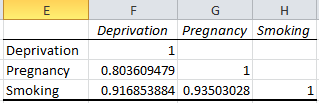 E F G H
Deprivation Pregnancy Smoking
Deprivation 1
Pregnancy 0.803609479 1
Smoking 0.916853884 0.93503028 1